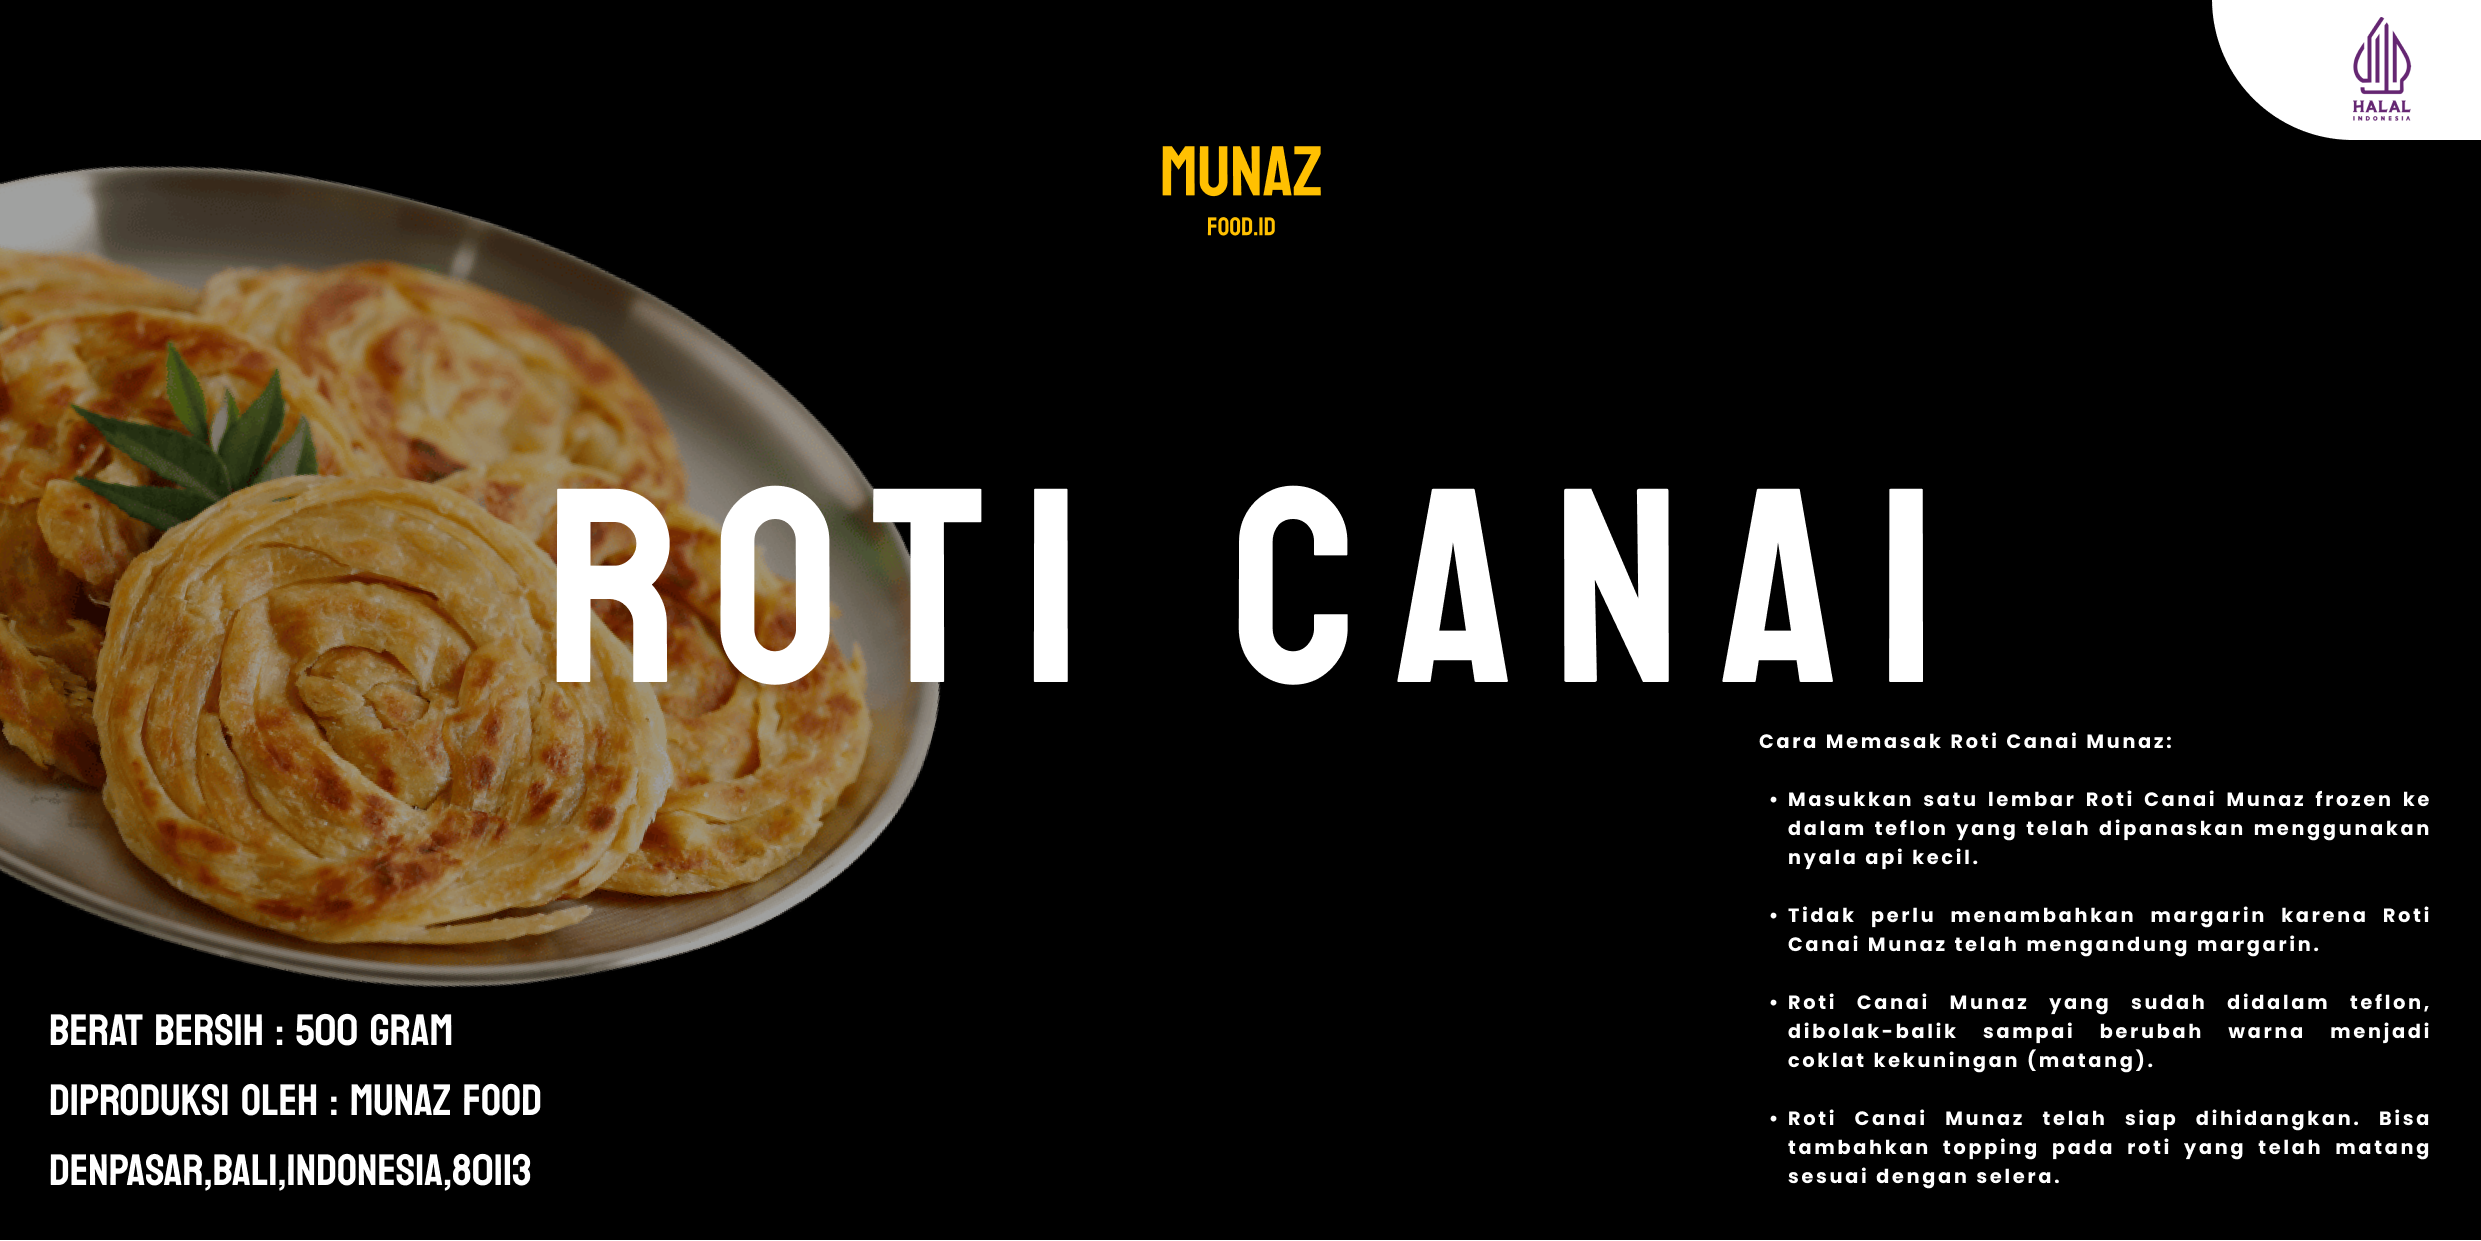 HALAL
INDONESIA
MUNAZ
FOOD.ID
ROTI CANAI
Cara Memasak Roti Canai Munaz:
• Masukkan satu lembar Roti Canai Munaz frozen ke
dalam teflon yang telah dipanaskan menggunakan
nyala api kecil.
• Tidak perlu menambahkan margarin karena Roti
Canai Munaz telah mengandung margarin.
• Roti Canai Munaz yang sudah didalam teflon,
dibolak-balik sampai berubah warna menjadi
coklat kekuningan (matang).
• Roti Canai Munaz telah siap dihidangkan. Bisa
tambahkan topping pada roti yang telah matang
sesuai dengan selera.
BERAT BERSIH : 500 GRAM
DIPRODUKSI OLEH : MUNAZ FOOD
DENPASAR,BALI,INDONESIA,80113